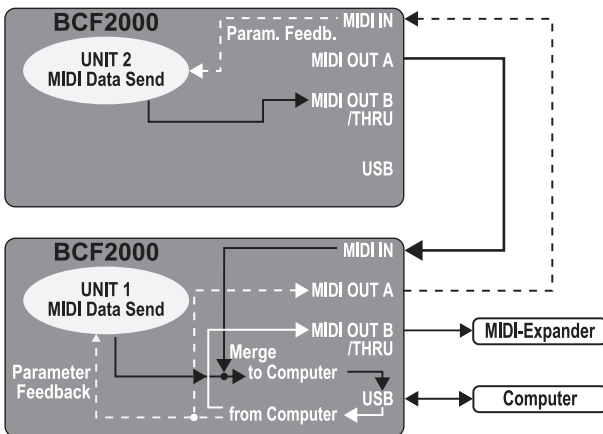 BCF2000
MIDI IN
Param. Feedb.
UNIT 2
MIDI Data Send
MIDI OUT A
MIDI OUT B
/THRU
USB
BCF2000
MIDI IN
UNIT 1
MIDI Data Send
MIDI OUT A
MIDI OUT B
/THRU
MIDI-Expander
Merge
Parameter
Feedback
to Computer
USB
Computer
from Computer